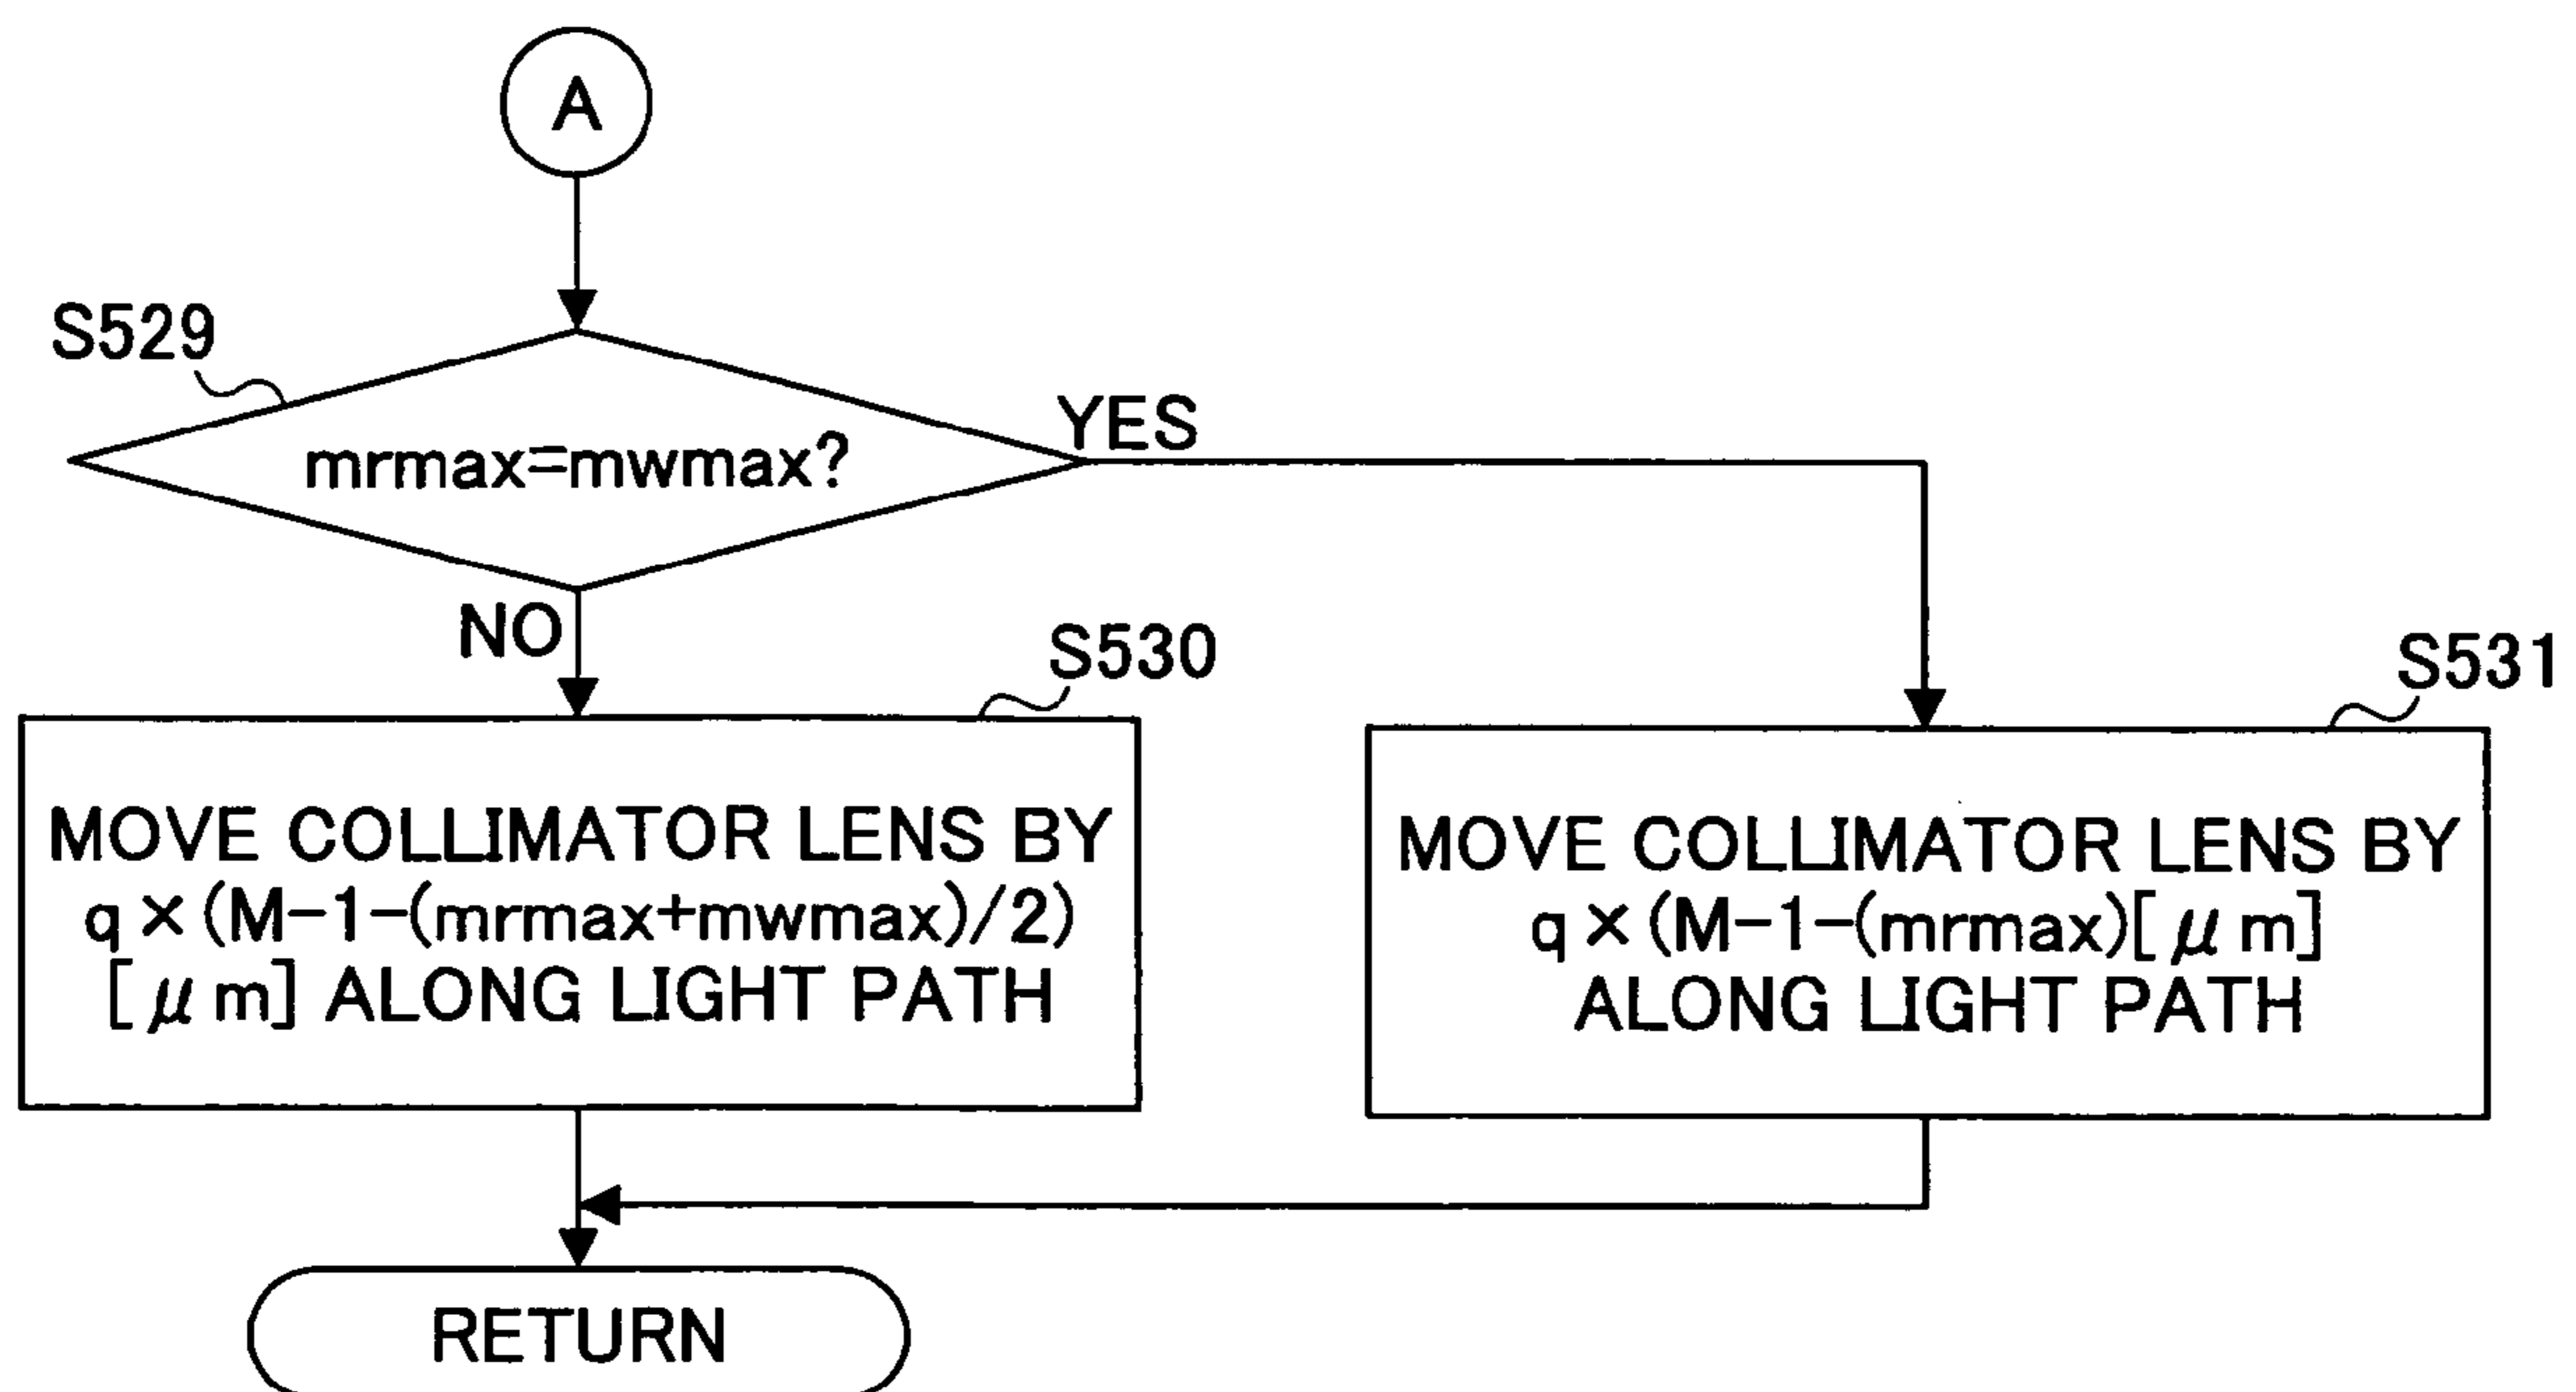 A
S529
mrmax=mwmax?
YES
NO
S530
MOVE COLLIMATOR LENS BY
q×(M-1-(mrmax+mwmax)/2)
[μm] ALONG LIGHT PATH
S531
MOVE COLLIMATOR LENS BY
q×(M-1-(mrmax)[μm]
ALONG LIGHT PATH
RETURN